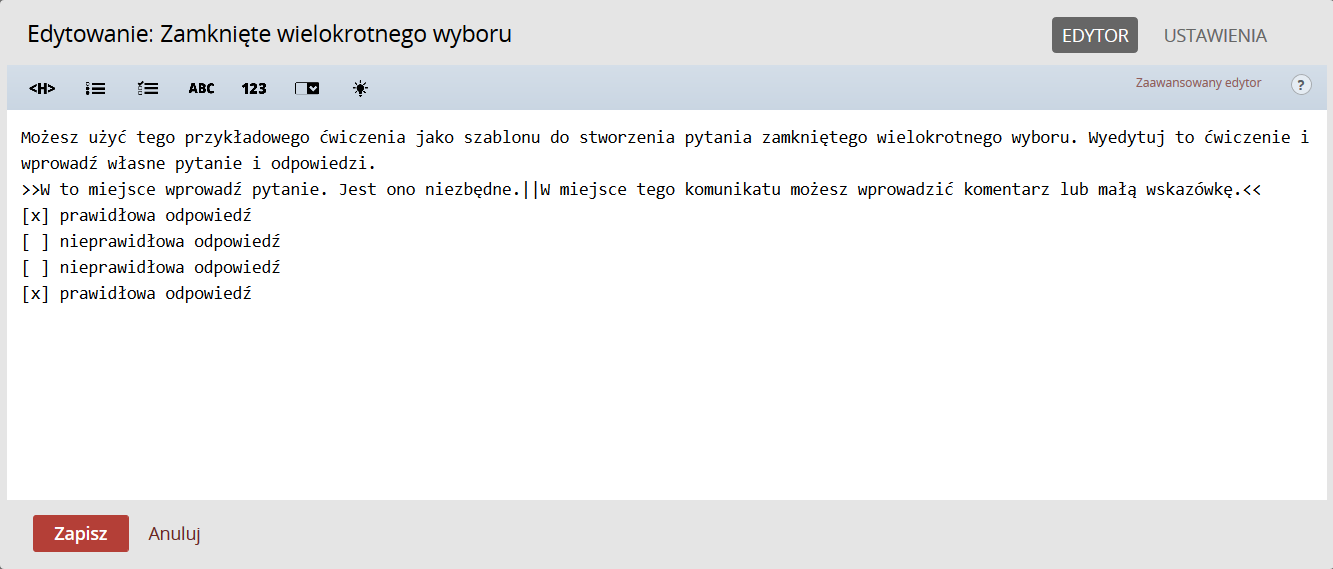 Edytowanie: Zamknięte wielokrotnego wyboru
EDYTOR
USTAWIENIA
<H>
ABC
123
Zaawansowany edytor
?
Możesz użyć tego przykładowego ćwiczenia jako szablonu do stworzenia pytania zamkniętego wielokrotnego wyboru. Wyedytuj to ćwiczenie i
wprowadź własne pytanie i odpowiedzi.
>>W to miejsce wprowadź pytanie. Jest ono niezbędne.||W miejsce tego komunikatu możesz wprowadzić komentarz lub małą wskazówkę.<<
[x] prawidłowa odpowiedź
[ ] nieprawidłowa odpowiedź
[ ] nieprawidłowa odpowiedź
[x] prawidłowa odpowiedź
Zapisz
Anuluj